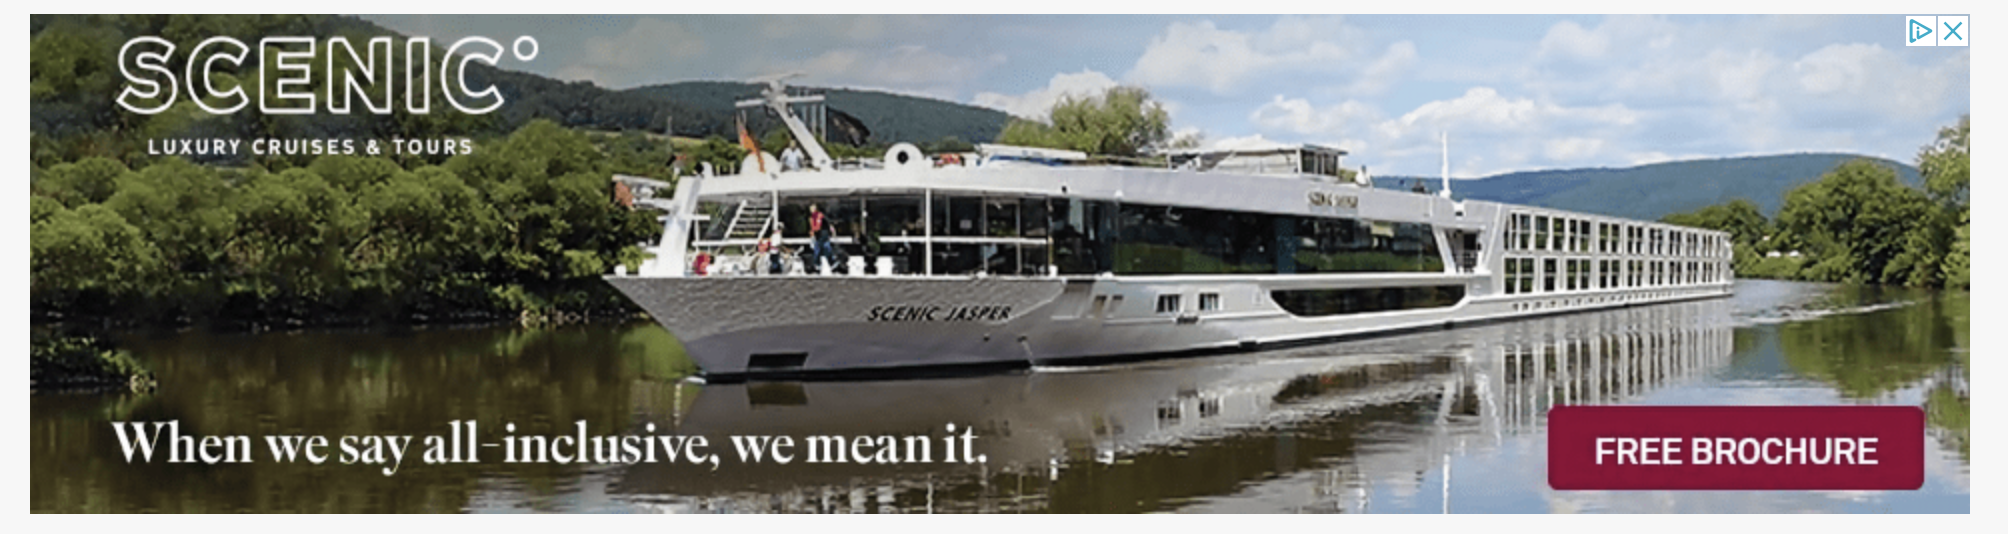 SCENIC°
LUXURY CRUISES & TOURS
SCENIC JASPER
When we say all-inclusive, we mean it.
FREE BROCHURE